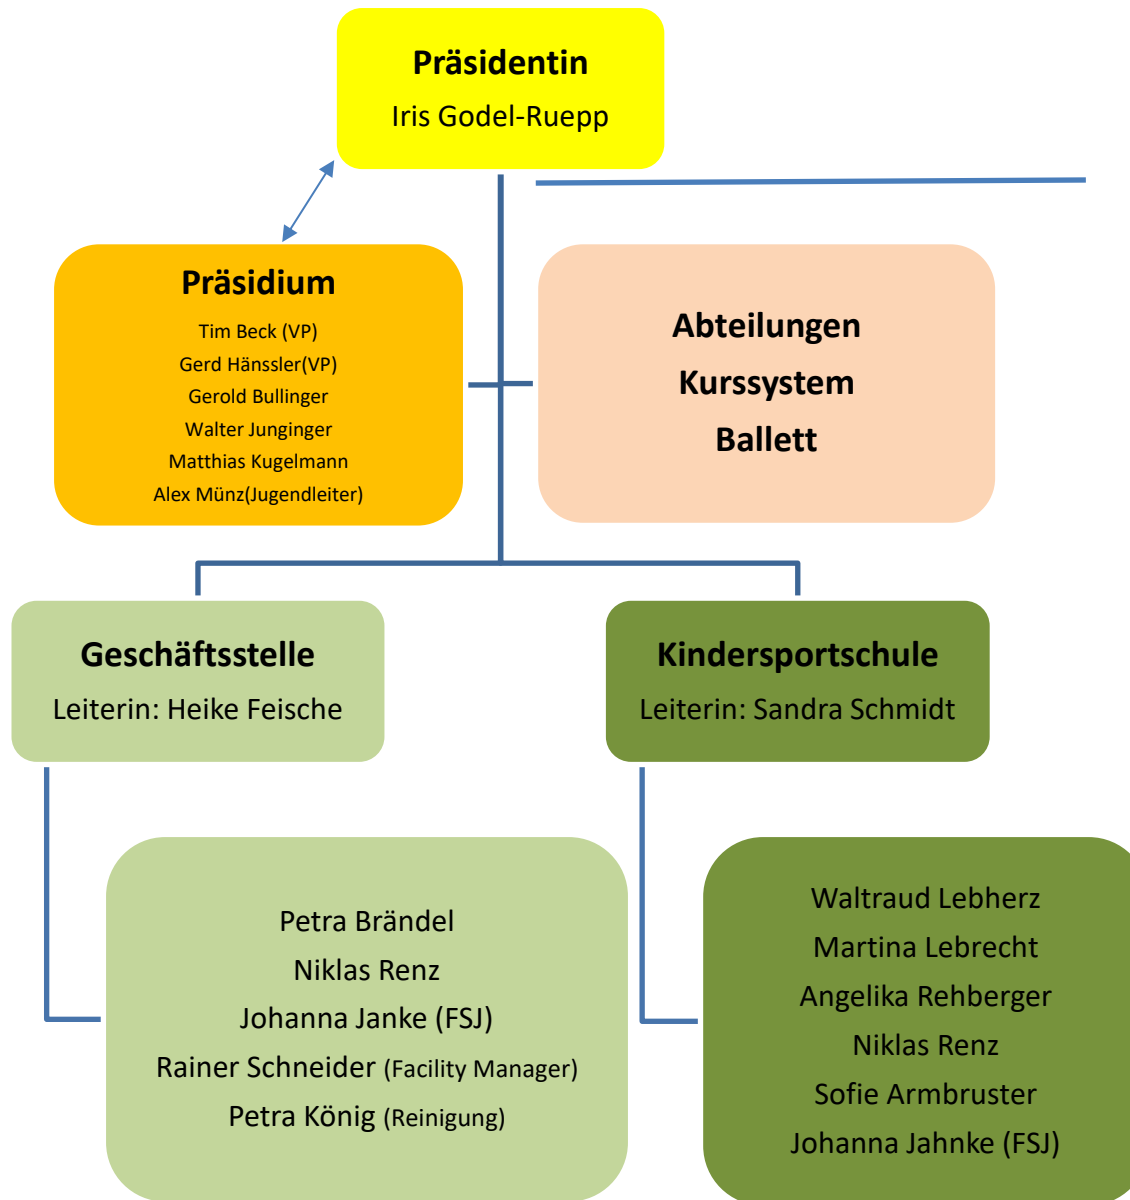 Präsidentin
Iris Godel-Ruepp
Präsidium
Tim Beck (VP)
Gerd Hänssler(VP)
Gerold Bullinger
Walter Junginger
Matthias Kugelmann
Alex Münz(Jugendleiter)
Abteilungen
Kurssystem
Ballett
Geschäftsstelle
Leiterin: Heike Feische
Kindersportschule
Leiterin: Sandra Schmidt
Petra Brändel
Niklas Renz
Johanna Janke (FSJ)
Rainer Schneider (Facility Manager)
Petra König (Reinigung)
Waltraud Lebherz
Martina Lebrecht
Angelika Rehberger
Niklas Renz
Sofie Armbruster
Johanna Jahnke (FSJ)